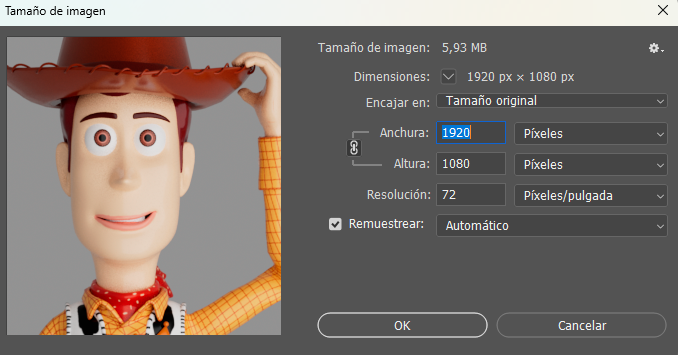 Tamaño de imagen
Tamaño de imagen: 5,93 MB
Dimensiones: 1920 px × 1080 px
Encajar en: Tamaño original
Anchura: 1920 Píxeles
Altura: 1080 Píxeles
Resolución: 72 Píxeles/pulgada
Remuestrear: Automático
OK Cancelar